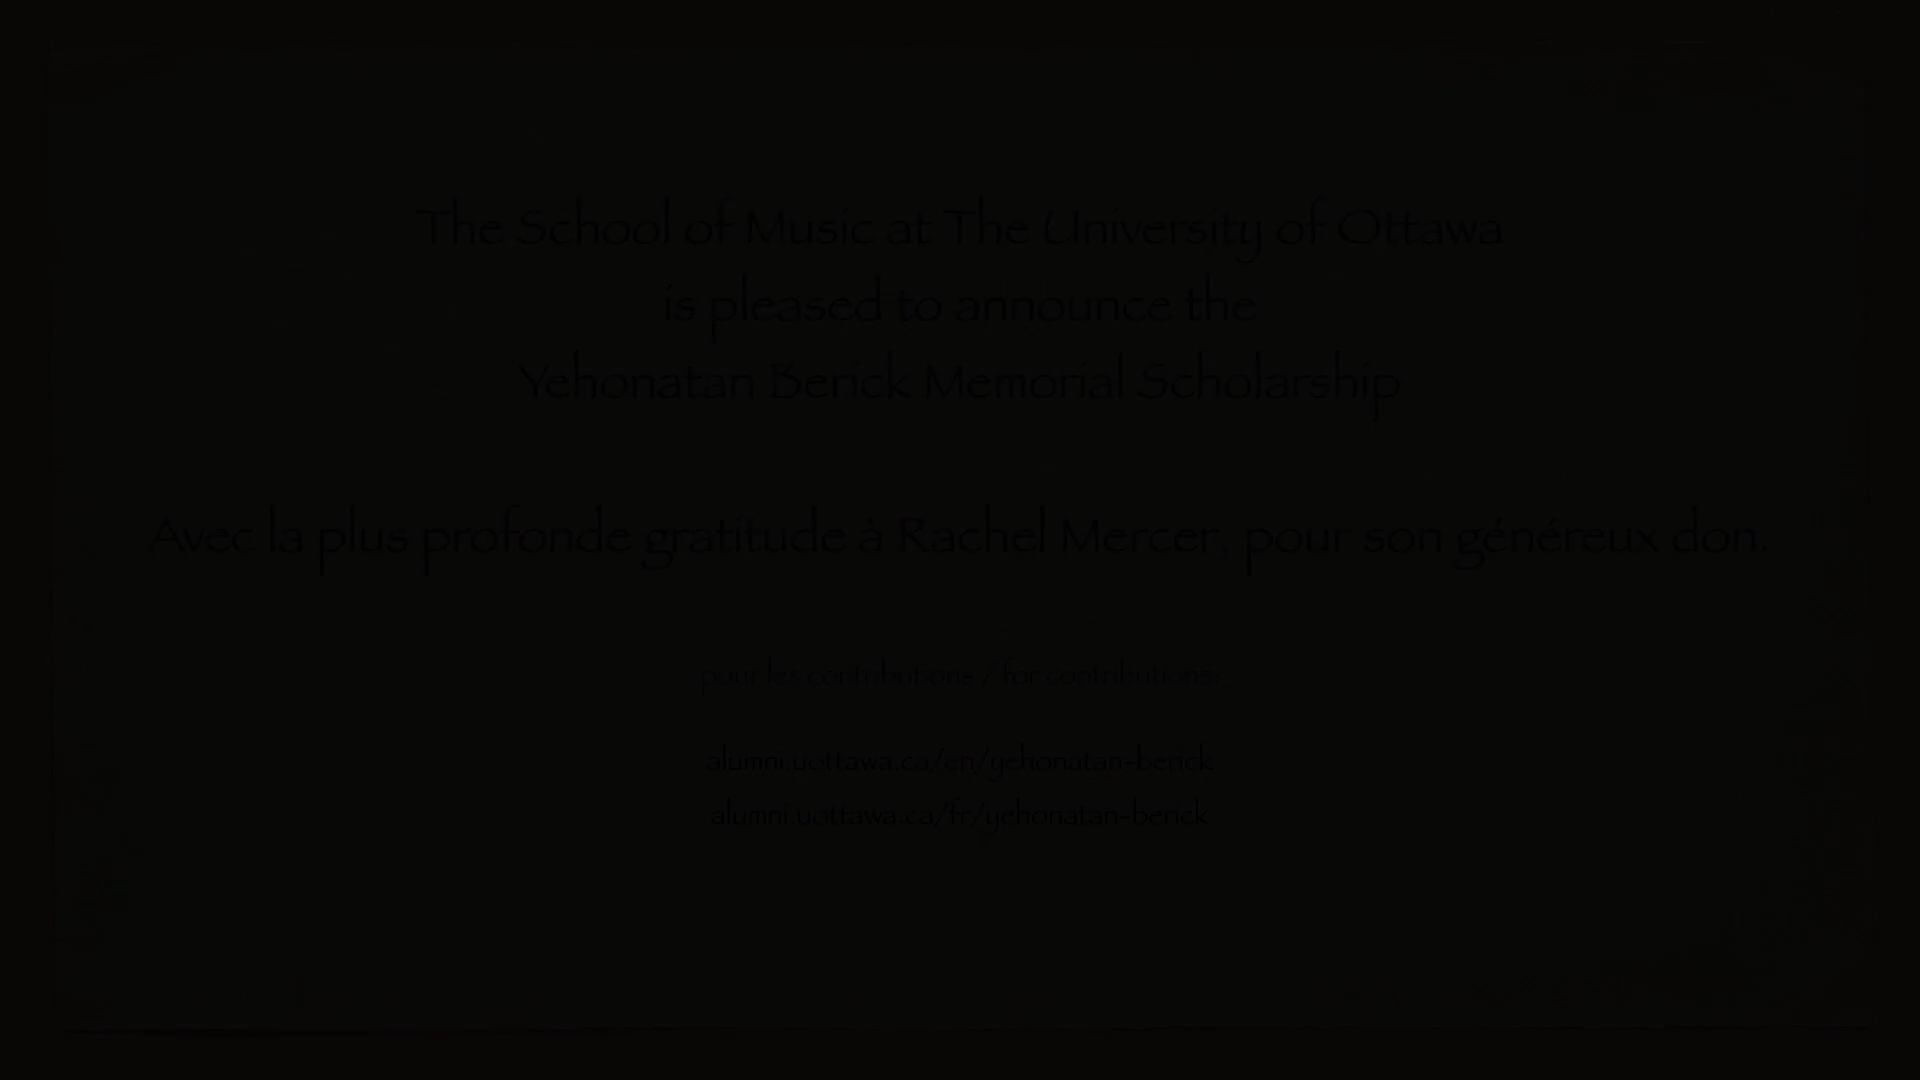 The School of Music at The University of Ottawa
is pleased to announce the
Yehonatan Berick Memorial Scholarship
Avec la plus profonde gratitude à Rachel Mercer, pour son généreux don.
pour les contributions / for contributions:
alumni.uottawa.ca/en/yehonatan-berick
alumni.uottawa.ca/fr/yehonatan-berick